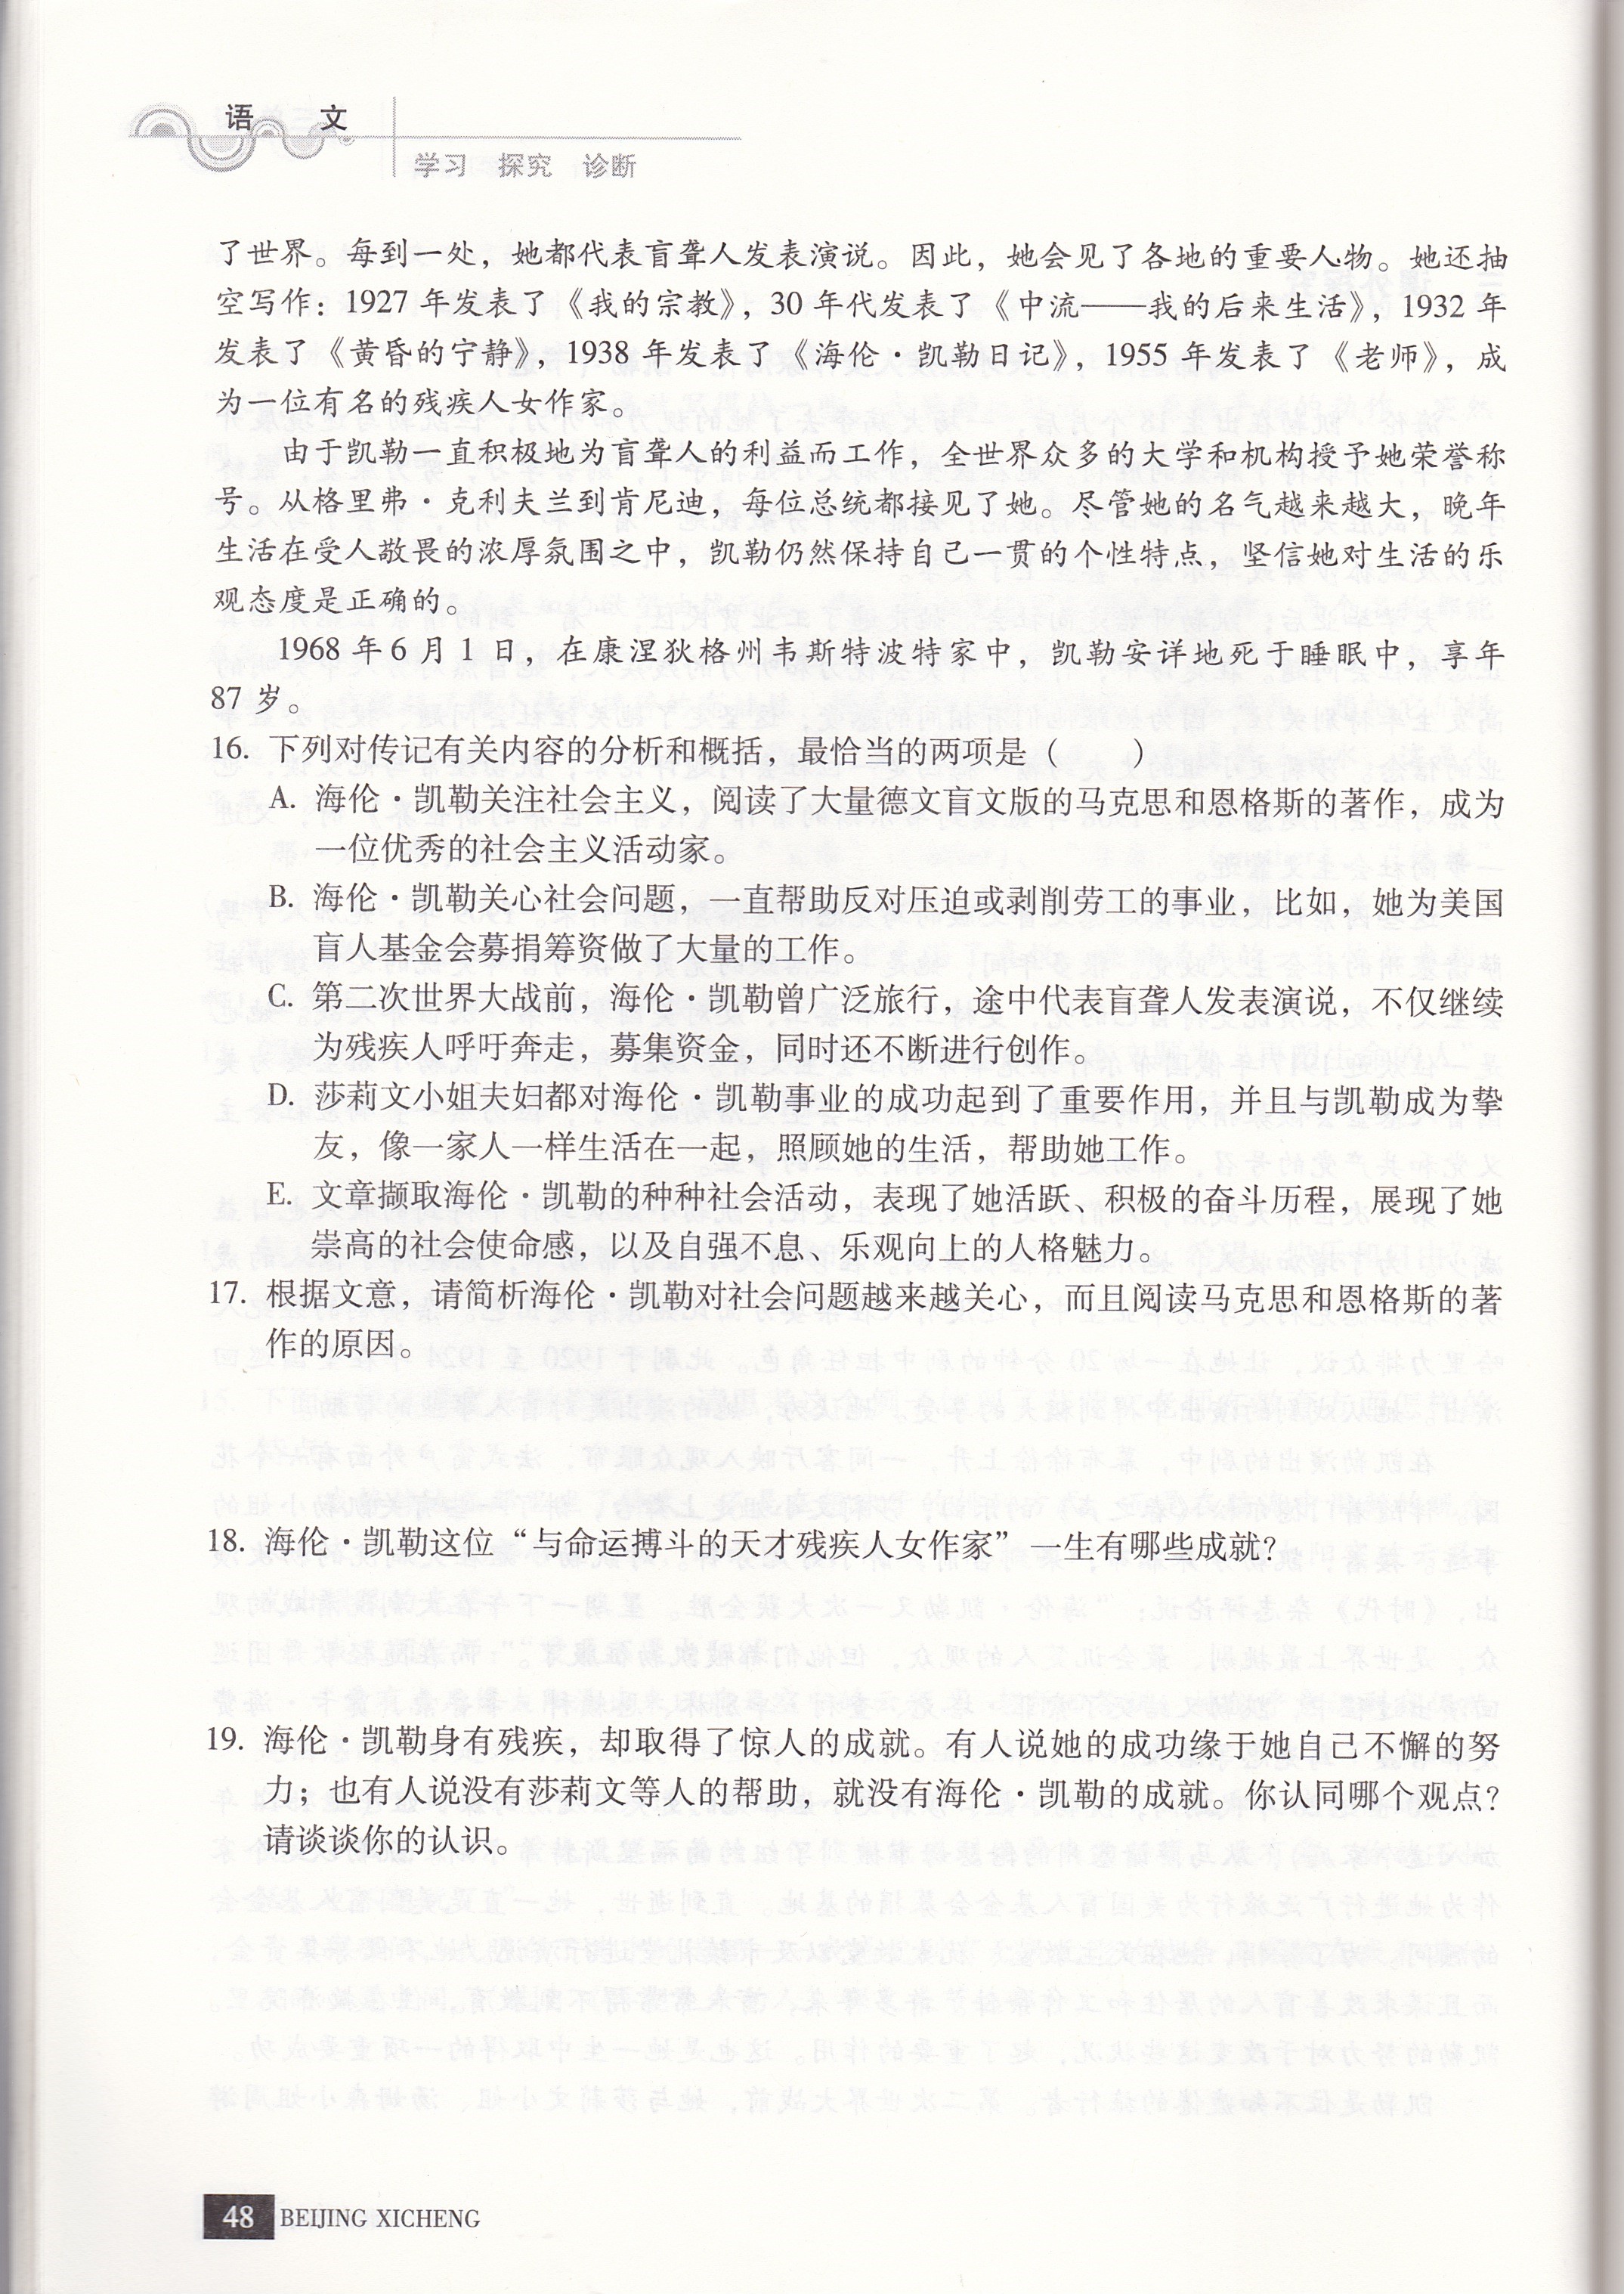 语 文
学习 探究 诊断
了世界。每到一处，她都代表盲聋人发表演说。因此，她会见了各地的重要人物。她还抽
空写作：1927 年发表了《我的宗教》，30 年代发表了《中流——我的后来生活》，1932 年
发表了《黄昏的宁静》，1938 年发表了《海伦·凯勒日记》，1955 年发表了《老师》，成
为一位有名的残疾人女作家。
由于凯勒一直积极地为盲聋人的利益而工作，全世界众多的大学和机构授予她荣誉称
号。从格里弗·克利夫兰到肯尼迪，每位总统都接见了她。尽管她的名气越来越大，晚年
生活在受人敬畏的浓厚氛围之中，凯勒仍然保持自己一贯的个性特点，坚信她对生活的乐
观态度是正确的。
1968 年 6 月 1 日，在康涅狄格州韦斯特波特家中，凯勒安详地死于睡眠中，享年
87 岁。
16. 下列对传记有关内容的分析和概括，最恰当的两项是（　　）
A. 海伦·凯勒关注社会主义，阅读了大量德文盲文版的马克思和恩格斯的著作，成为
一位优秀的社会主义活动家。
B. 海伦·凯勒关心社会问题，一直帮助反对压迫或剥削劳工的事业，比如，她为美国
盲人基金会募捐筹资做了大量的工作。
C. 第二次世界大战前，海伦·凯勒曾广泛旅行，途中代表盲聋人发表演说，不仅继续
为残疾人呼吁奔走，募集资金，同时还不断进行创作。
D. 莎莉文小姐夫妇都对海伦·凯勒事业的成功起到了重要作用，并且与凯勒成为挚
友，像一家人一样生活在一起，照顾她的生活，帮助她工作。
E. 文章撷取海伦·凯勒的种种社会活动，表现了她活跃、积极的奋斗历程，展现了她
崇高的社会使命感，以及自强不息、乐观向上的人格魅力。
17. 根据文意，请简析海伦·凯勒对社会问题越来越关心，而且阅读马克思和恩格斯的著
作的原因。
18. 海伦·凯勒这位“与命运搏斗的天才残疾人女作家”一生有哪些成就？
19. 海伦·凯勒身有残疾，却取得了惊人的成就。有人说她的成功缘于她自己不懈的努
力；也有人说没有莎莉文等人的帮助，就没有海伦·凯勒的成就。你认同哪个观点？
请谈谈你的认识。
48 BEIJING XICHENG